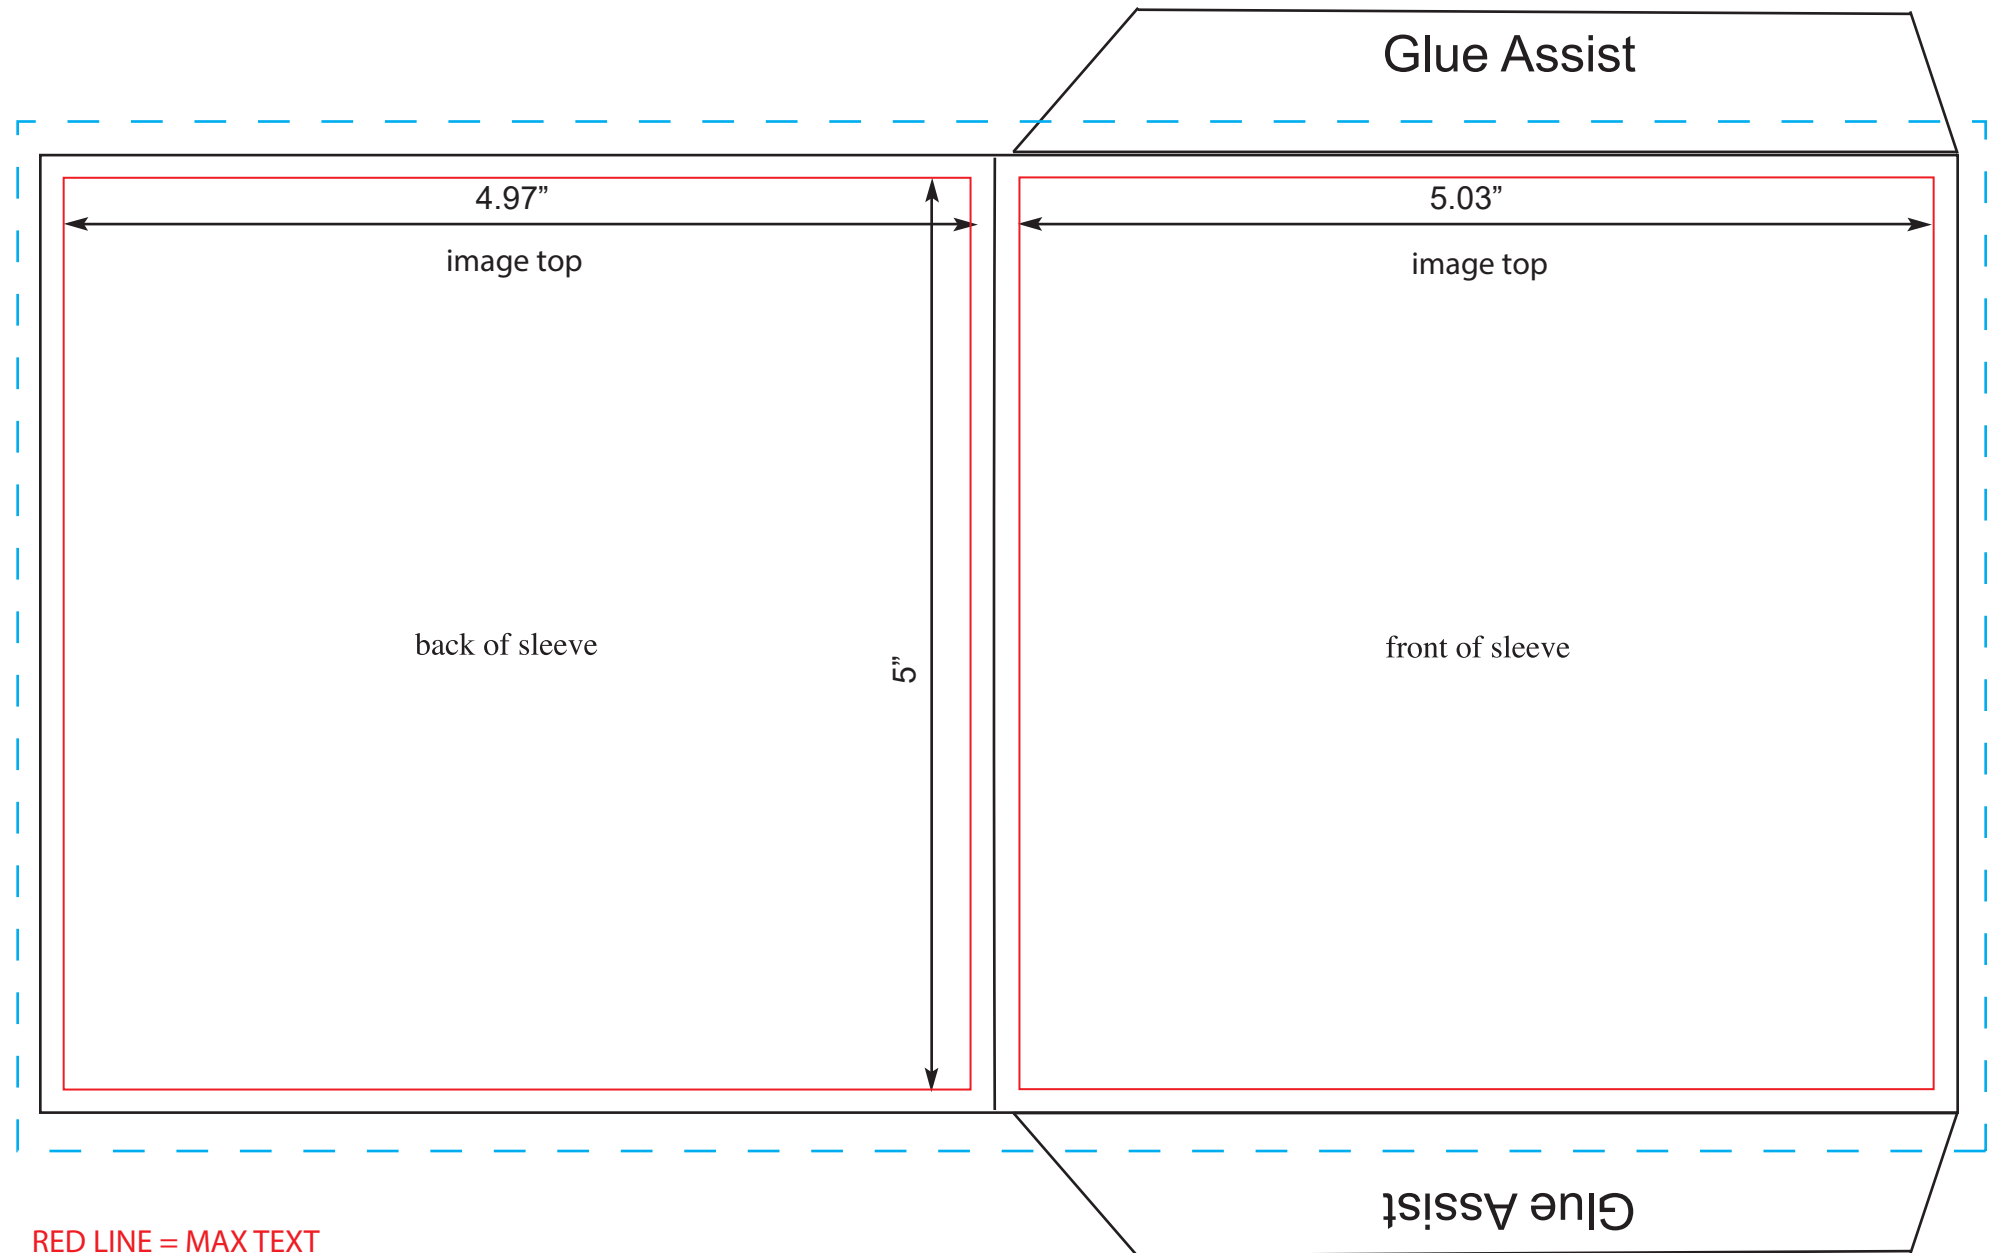 Glue Assist
4.97”
5.03”
image top
image top
back of sleeve
5”
front of sleeve
Glue Assist
RED LINE = MAX TEXT